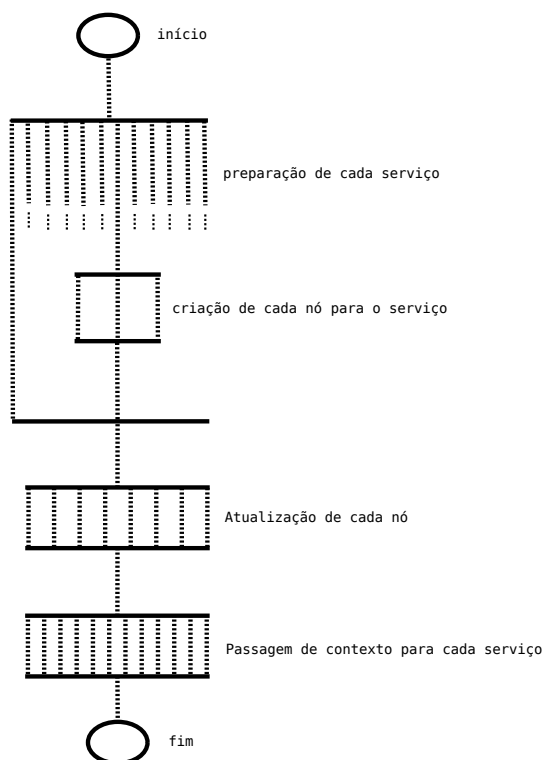 início
preparação de cada serviço
criação de cada nó para o serviço
Atualização de cada nó
Passagem de contexto para cada serviço
fim